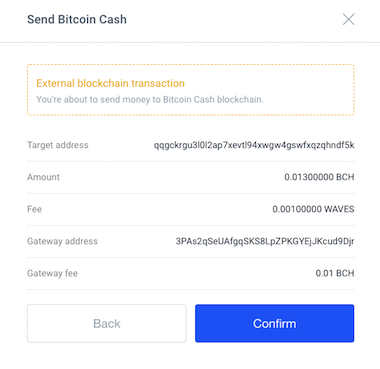 Send Bitcoin Cash
External blockchain transaction
You're about to send money to Bitcoin Cash blockchain.
Target address qqgckrgu3l0l2ap7xevtl94xwgw4gswfxqzqhndf5k
Amount 0.01300000 BCH
Fee 0.00100000 WAVES
Gateway address 3PAs2qSeUAfgqSKS8LpZPKGYEjJKcud9Djr
Gateway fee 0.01 BCH
Back Confirm